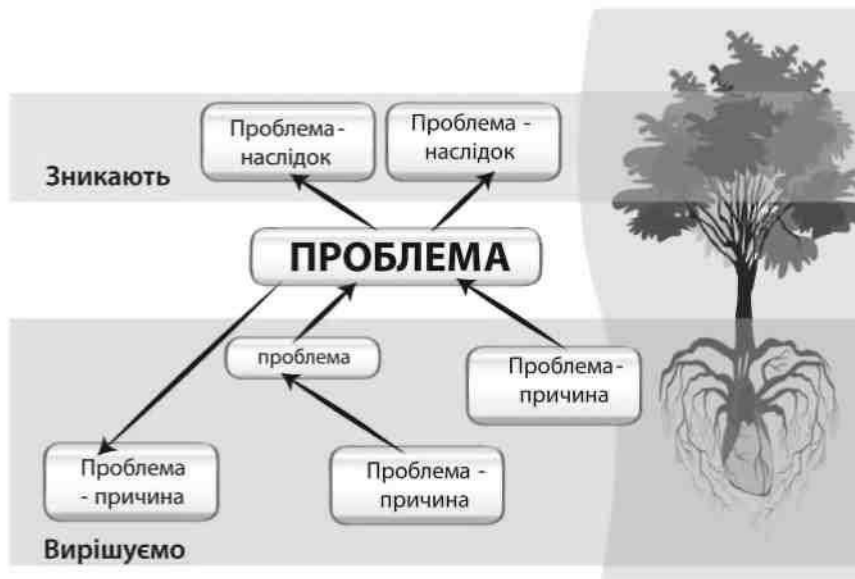 Проблема-
наслідок
Проблема -
наслідок
Зникають
ПРОБЛЕМА
проблема
Проблема-
причина
Проблема
- причина
Проблема -
причина
Вирішуємо